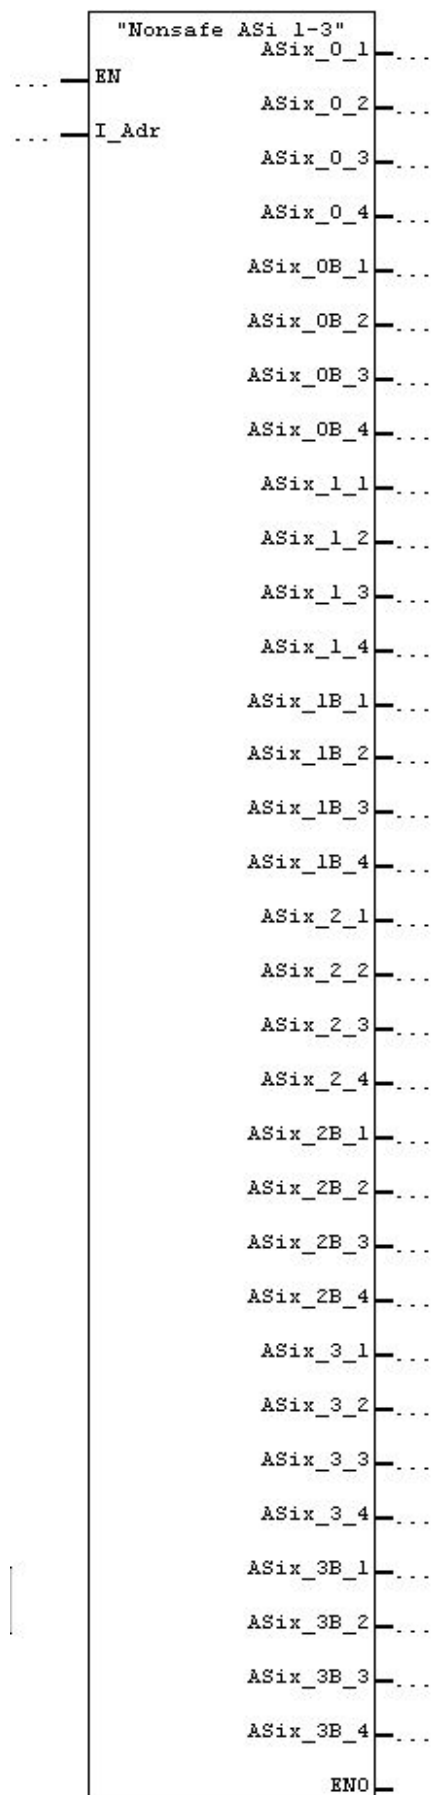 "Nonsafe ASi 1-3"
ASix_0_1
...
... EN
ASix_0_2
...
... I_Adr
ASix_0_3
...
ASix_0_4
...
ASix_0B_1
...
ASix_0B_2
...
ASix_0B_3
...
ASix_0B_4
...
ASix_1_1
...
ASix_1_2
...
ASix_1_3
...
ASix_1_4
...
ASix_1B_1
...
ASix_1B_2
...
ASix_1B_3
...
ASix_1B_4
...
ASix_2_1
...
ASix_2_2
...
ASix_2_3
...
ASix_2_4
...
ASix_2B_1
...
ASix_2B_2
...
ASix_2B_3
...
ASix_2B_4
...
ASix_3_1
...
ASix_3_2
...
ASix_3_3
...
ASix_3_4
...
ASix_3B_1
...
ASix_3B_2
...
ASix_3B_3
...
ASix_3B_4
...
ENO